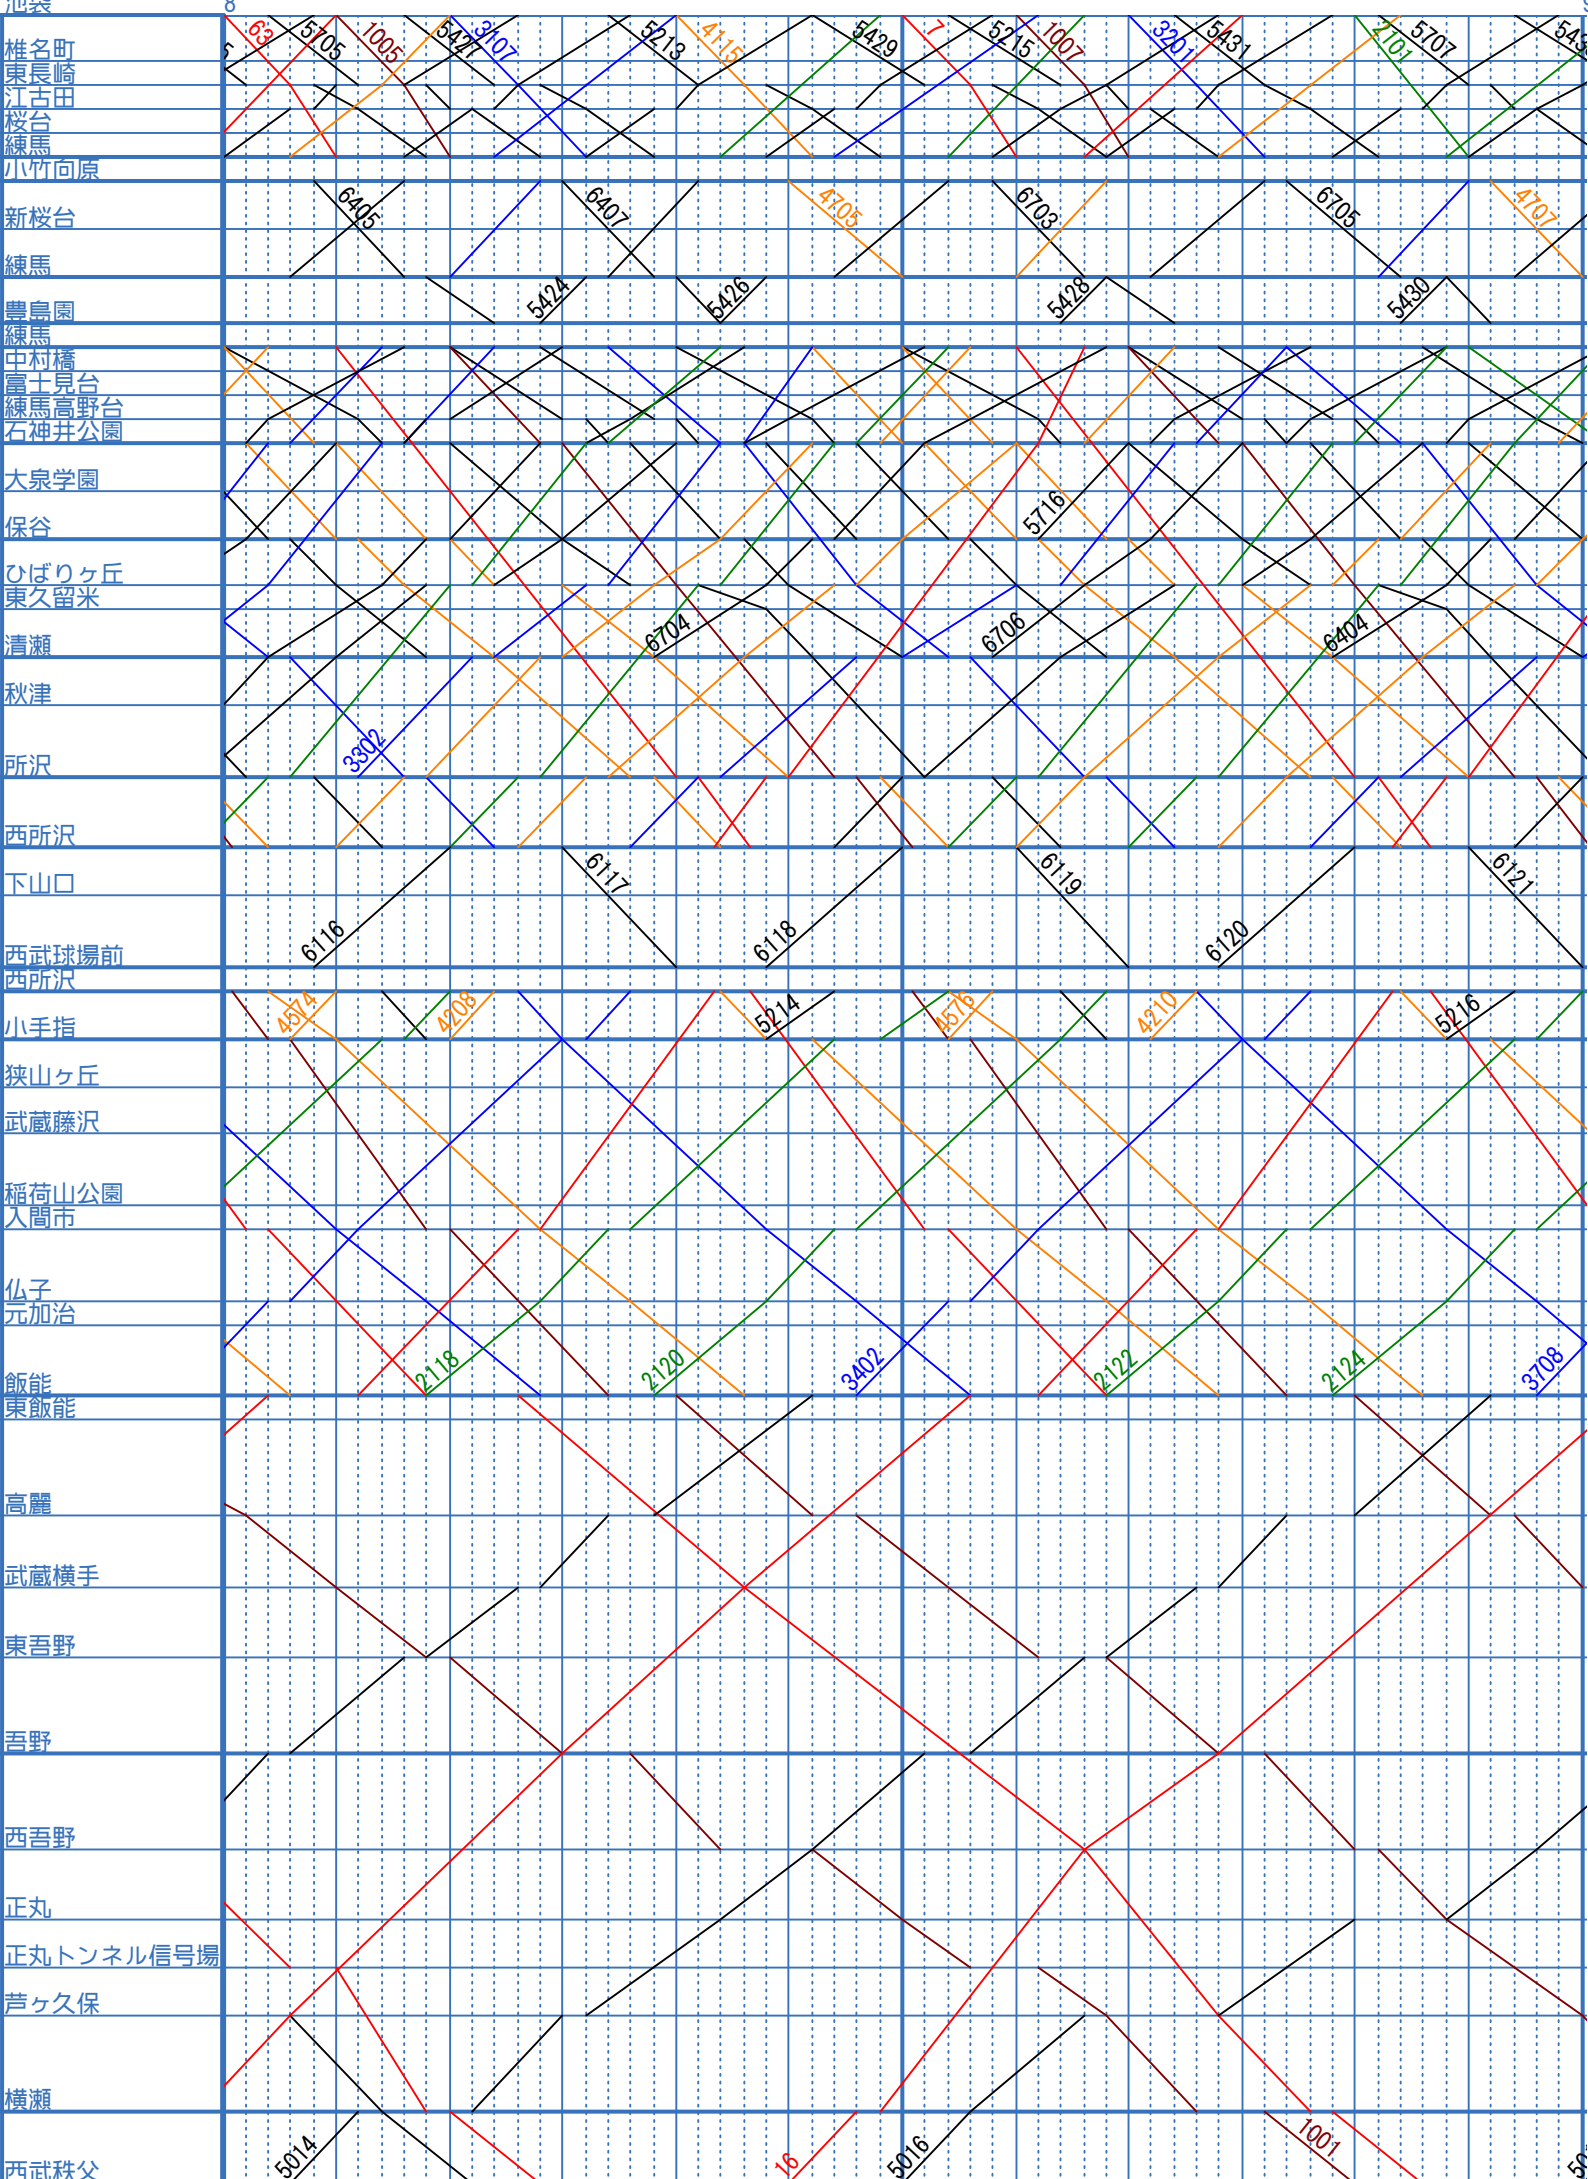 池袋 8
63 5705 1005 5427 3107 5213 4115 5429 7 5215 1007 3201 5431 2101 5707
椎名町
東長崎
江古田
桜台
練馬
小竹向原
6405 6407 4705 6703 6705 4707
新桜台
練馬
5424 5426 5428 5430
豊島園
練馬
中村橋
富士見台
練馬高野台
石神井公園
大泉学園
5716
保谷
ひばりヶ丘
東久留米
6704 6706 6404
清瀬
秋津
3302
所沢
西所沢
6117 6119 6121
下山口
6116 6118 6120
西武球場前
西所沢
4574 4208 5214 4576 4210 5216
小手指
狭山ヶ丘
武蔵藤沢
稲荷山公園
入間市
仏子
元加治
2118 2120 3402 2122 2124 3708
飯能
東飯能
高麗
武蔵横手
東吾野
吾野
西吾野
正丸
正丸トンネル信号場
芦ヶ久保
横瀬
5014 16 5016 1001
西武秩父